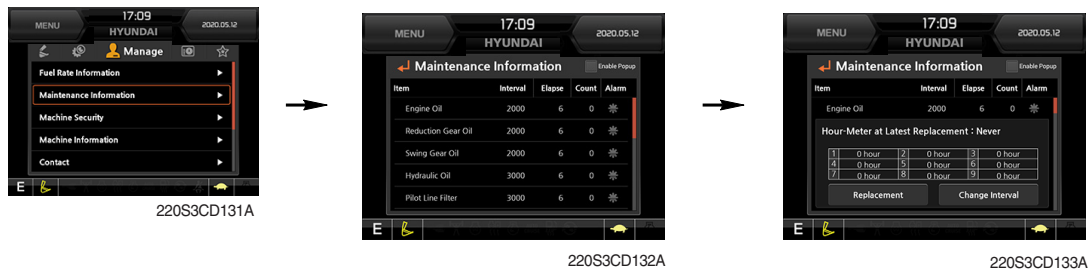 MENU 17:09 2020.05.12
HYUNDAI
Manage
Fuel Rate Information
Maintenance Information
Machine Security
Machine Information
Contact
E
220S3CD131A
MENU 17:09 2020.05.12
HYUNDAI
Maintenance Information Enable Popup
Item Interval Elapse Count Alarm
Engine Oil 2000 6 0
Reduction Gear Oil 2000 6 0
Swing Gear Oil 2000 6 0
Hydraulic Oil 3000 6 0
Pilot Line Filter 3000 6 0
E
220S3CD132A
MENU 17:09 2020.05.12
HYUNDAI
Maintenance Information Enable Popup
Item Interval Elapse Count Alarm
Engine Oil 2000 6 0
Hour-Meter at Latest Replacement : Never
1 0 hour 2 0 hour 3 0 hour
4 0 hour 5 0 hour 6 0 hour
7 0 hour 8 0 hour 9 0 hour
Replacement Change Interval
E
220S3CD133A